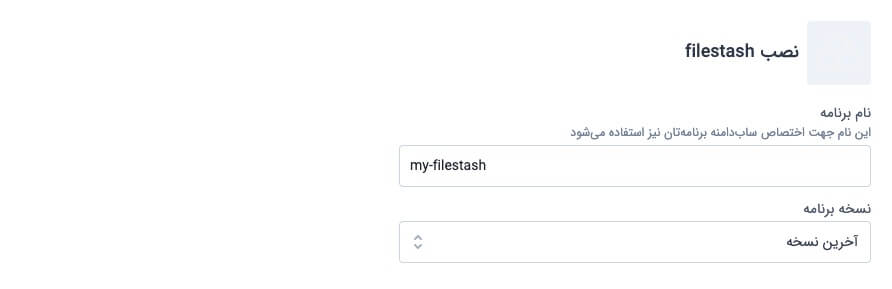 نصب filestash
نام برنامه
این نام جهت اختصاص ساب‌دامنه برنامه‌تان نیز استفاده می‌شود
my-filestash
نسخه برنامه
آخرین نسخه